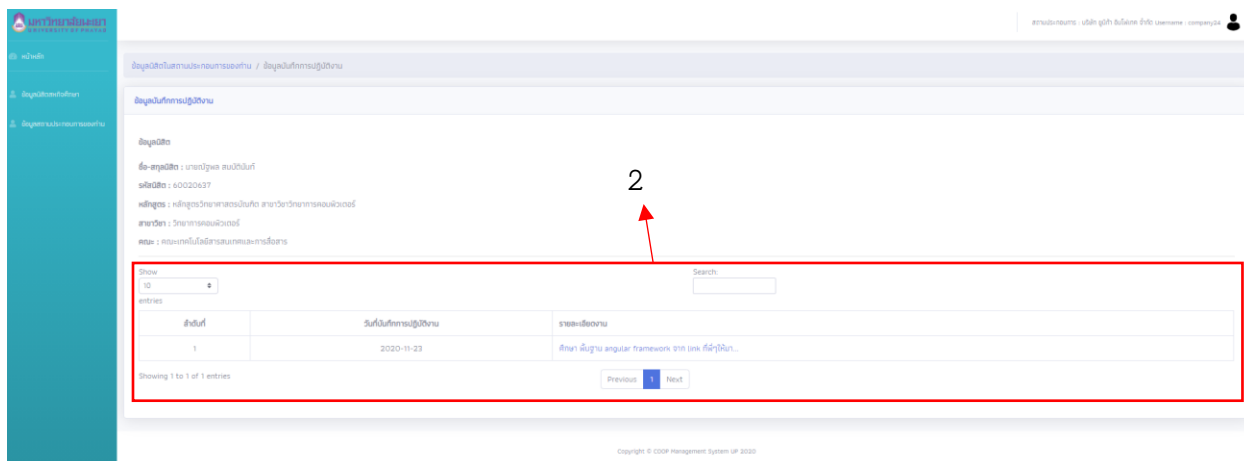 มหาวิทยาลัยพะเยา
UNIVERSITY OF PHAYAO
สถานประกอบการ : บริษัท ยูนิก้า อินโฟเทค จำกัด Username : company34
หน้าหลัก
ข้อมูลนิสิตสหกิจศึกษา
ข้อมูลสถานประกอบการของท่าน
ข้อมูลนิสิตในสถานประกอบการของท่าน / ข้อมูลบันทึกการปฏิบัติงาน
ข้อมูลบันทึกการปฏิบัติงาน
ข้อมูลนิสิต
ชื่อ-สกุลนิสิต : นายณัฐพล สมบัตินันท์
รหัสนิสิต : 60020637
หลักสูตร : หลักสูตรวิทยาศาสตรบัณฑิต สาขาวิชาวิทยาการคอมพิวเตอร์
สาขาวิชา : วิทยาการคอมพิวเตอร์
คณะ : คณะเทคโนโลยีสารสนเทศและการสื่อสาร
2
Show
10
entries
Search:
ลำดับที่ วันที่บันทึกการปฏิบัติงาน รายละเอียดงาน
1 2020-11-23 ศึกษา พื้นฐาน angular framework จาก link ที่พี่ๆให้มา...
Showing 1 to 1 of 1 entries
Previous 1 Next
Copyright © COOP Management System UP 2020